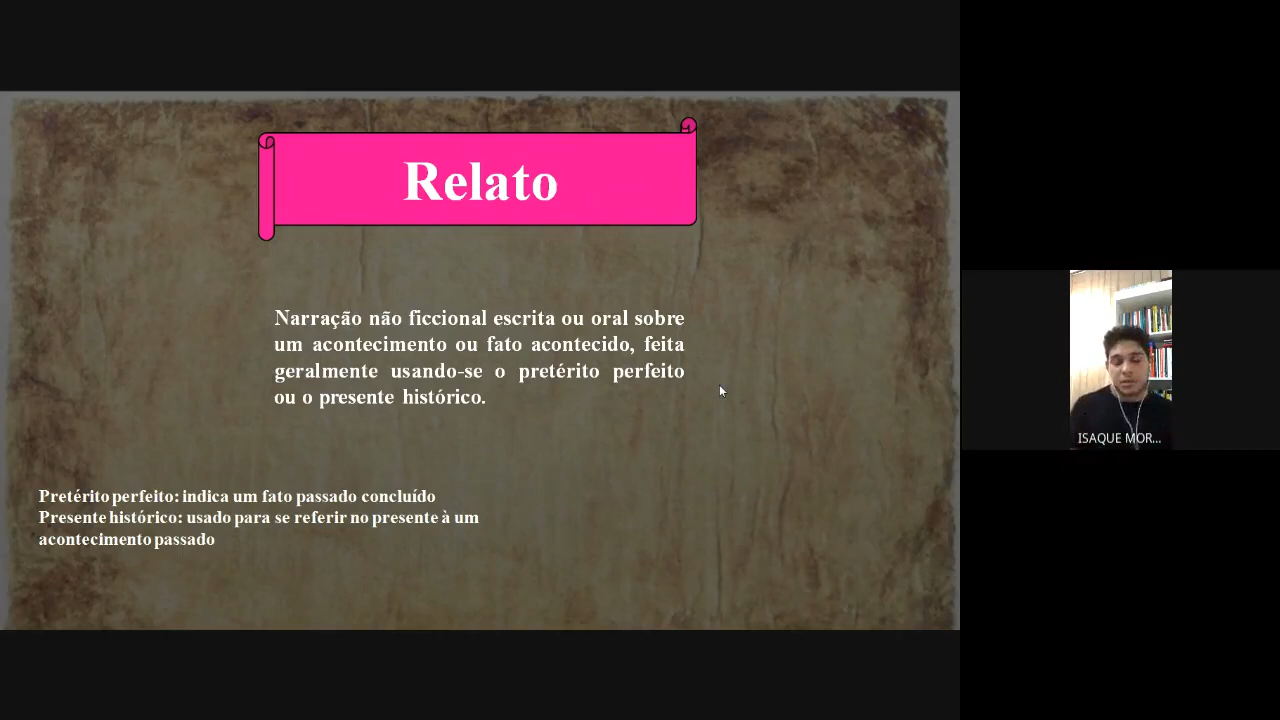 Relato
Narração não ficcional escrita ou oral sobre
um acontecimento ou fato acontecido, feita
geralmente usando-se o pretérito perfeito
ou o presente histórico.
Pretérito perfeito: indica um fato passado concluído
Presente histórico: usado para se referir no presente à um
acontecimento passado
ISAQUE MOR...